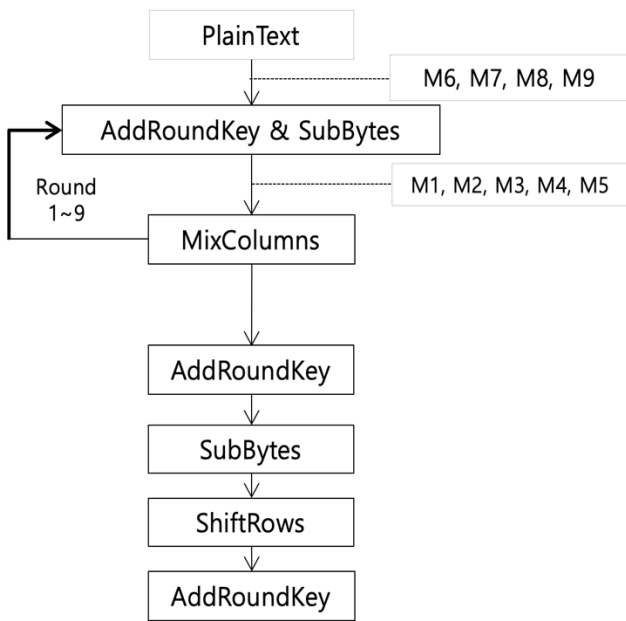 PlainText
M6, M7, M8, M9
AddRoundKey & SubBytes
Round
1~9
M1, M2, M3, M4, M5
MixColumns
AddRoundKey
SubBytes
ShiftRows
AddRoundKey